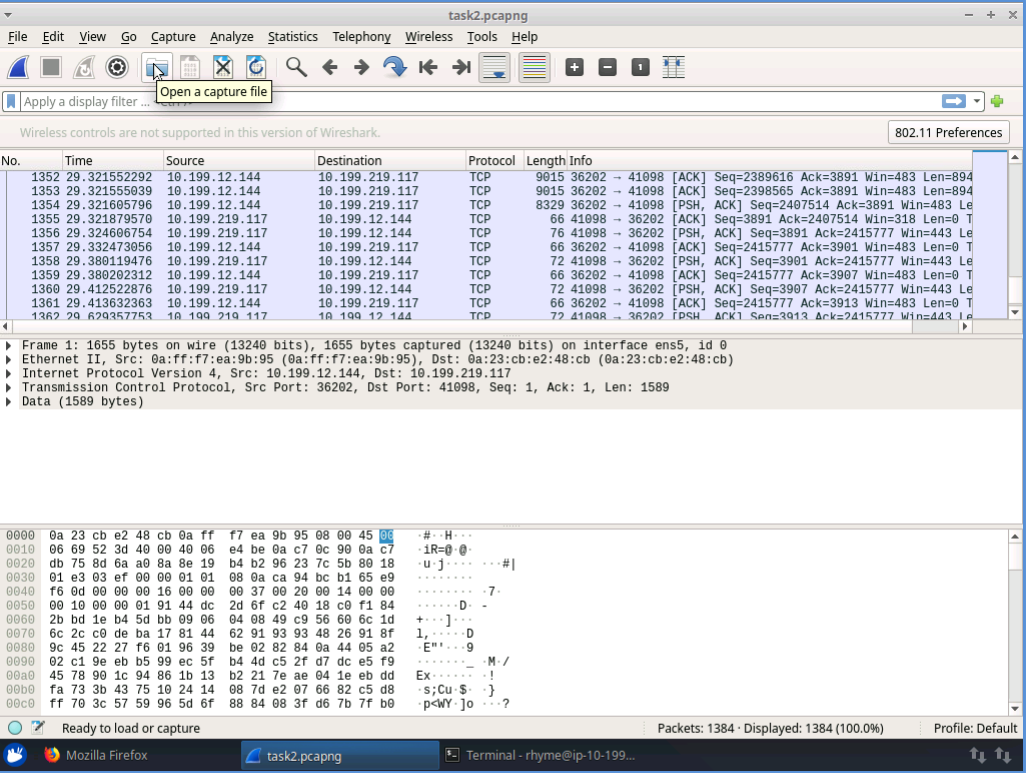 task2.pcapng
File Edit View Go Capture Analyze Statistics Telephony Wireless Tools Help
Open a capture file
Apply a display filter ...
Wireless controls are not supported in this version of Wireshark.
802.11 Preferences
No. Time Source Destination Protocol Length Info
1352 29.321552292 10.199.12.144 10.199.219.117 TCP 9015 36202 → 41098 [ACK] Seq=2389616 Ack=3891 Win=483 Len=894
1353 29.321555039 10.199.12.144 10.199.219.117 TCP 9015 36202 → 41098 [ACK] Seq=2398565 Ack=3891 Win=483 Len=894
1354 29.321605796 10.199.12.144 10.199.219.117 TCP 8329 36202 → 41098 [PSH, ACK] Seq=2407514 Ack=3891 Win=483 Le
1355 29.321879570 10.199.219.117 10.199.12.144 TCP 66 41098 → 36202 [ACK] Seq=3891 Ack=2407514 Win=318 Len=0 T
1356 29.324606754 10.199.219.117 10.199.12.144 TCP 76 41098 → 36202 [PSH, ACK] Seq=3891 Ack=2415777 Win=443 Le
1357 29.332473056 10.199.12.144 10.199.219.117 TCP 66 36202 → 41098 [ACK] Seq=2415777 Ack=3901 Win=483 Len=0 T
1358 29.380119476 10.199.219.117 10.199.12.144 TCP 72 41098 → 36202 [PSH, ACK] Seq=3901 Ack=2415777 Win=443 Le
1359 29.380202312 10.199.12.144 10.199.219.117 TCP 66 36202 → 41098 [ACK] Seq=2415777 Ack=3907 Win=483 Len=0 T
1360 29.412522876 10.199.219.117 10.199.12.144 TCP 72 41098 → 36202 [PSH, ACK] Seq=3907 Ack=2415777 Win=443 Le
1361 29.413632363 10.199.12.144 10.199.219.117 TCP 66 36202 → 41098 [ACK] Seq=2415777 Ack=3913 Win=483 Len=0 T
1362 29.629357753 10.199.219.117 10.199.12.144 TCP 72 41098 → 36202 [PSH, ACK] Seq=3913 Ack=2415777 Win=443 Le
Frame 1: 1655 bytes on wire (13240 bits), 1655 bytes captured (13240 bits) on interface ens5, id 0
Ethernet II, Src: 0a:ff:f7:ea:9b:95 (0a:ff:f7:ea:9b:95), Dst: 0a:23:cb:e2:48:cb (0a:23:cb:e2:48:cb)
Internet Protocol Version 4, Src: 10.199.12.144, Dst: 10.199.219.117
Transmission Control Protocol, Src Port: 36202, Dst Port: 41098, Seq: 1, Ack: 1, Len: 1589
Data (1589 bytes)
0000 0a 23 cb e2 48 cb 0a ff f7 ea 9b 95 08 00 45 00 ·#··H···
0010 06 69 52 3d 40 00 40 06 e4 be 0a c7 0c 90 0a c7 ·iR=@·@·
0020 db 75 8d 6a a0 8a 8e 19 b4 b2 96 23 7c 5b 80 18 ·u·j···· ···#|
0030 01 e3 03 ef 00 00 01 01 08 0a ca 94 bc b1 65 e9 ········
0040 f6 0d 00 00 00 16 00 00 00 37 00 20 00 14 00 00 ········ ·7·
0050 00 10 00 00 01 91 44 dc 2d 6f c2 40 18 c0 f1 84 ······D· -
0060 2b bd 1e b4 5d bb 09 06 04 08 49 c9 56 60 6c 1d +···]···
0070 6c 2c c0 de ba 17 81 44 62 91 93 93 48 26 91 8f l,·····D
0080 9c 45 22 27 f6 01 96 39 be 02 82 84 0a 44 05 a2 ·E"'···9
0090 02 c1 9e eb b5 99 ec 5f b4 4d c5 2f d7 dc e5 f9 ·······_ ·M·/
00a0 45 78 90 1c 94 86 1b 13 b2 21 7e ae 04 1e eb dd Ex······ ·!
00b0 fa 73 3b 43 75 10 24 14 08 7d e2 07 66 82 c5 d8 ·s;Cu·$· ·}
00c0 ff 70 3c 57 59 96 5d 6f 88 84 08 3f d6 7b 7f b0 ·p<WY·]o ···?
Ready to load or capture
Packets: 1384 · Displayed: 1384 (100.0%)
Profile: Default
Mozilla Firefox
task2.pcapng
Terminal - rhyme@ip-10-199...